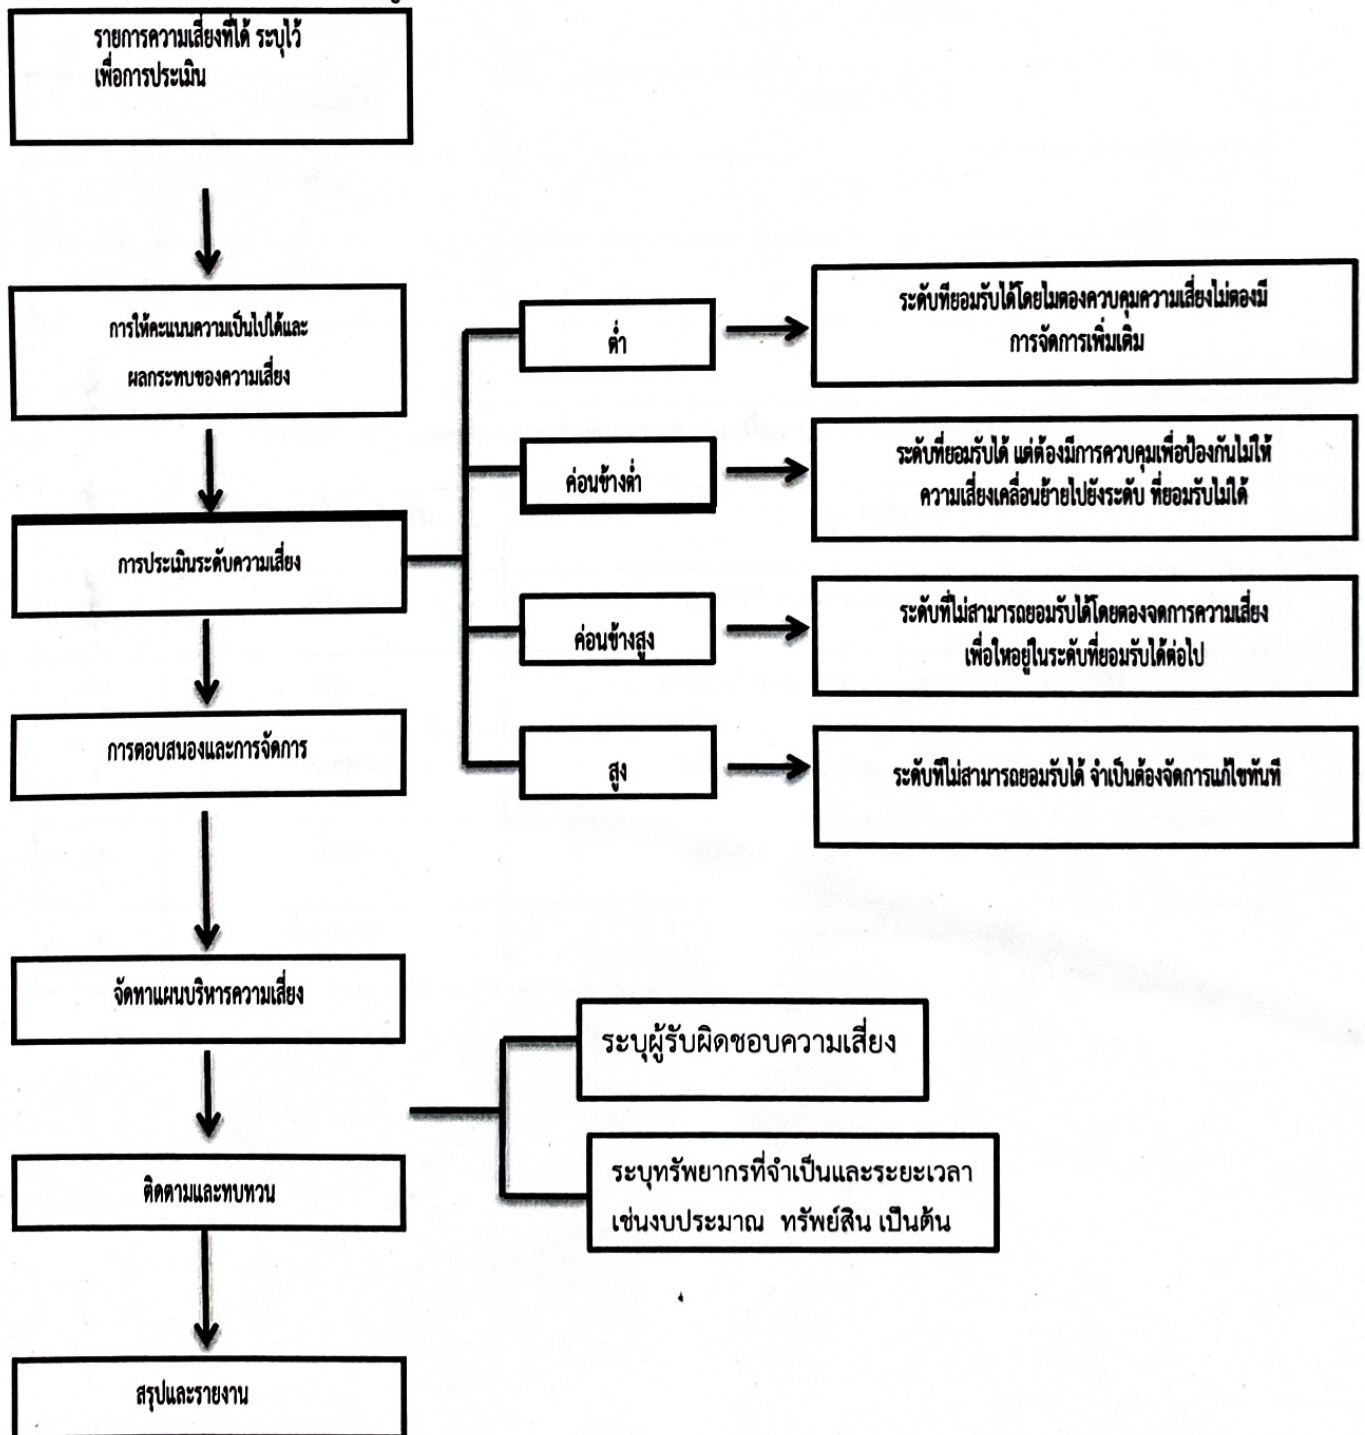 รายการความเสี่ยงที่ได้ ระบุไว้
เพื่อการประเมิน
การให้คะแนนความเป็นไปได้และ
ผลกระทบของความเสี่ยง
การประเมินระดับความเสี่ยง
ต่ำ
ระดับทียอมรับได้โดยไมตองควบคุมความเสี่ยงไม่ตองมี
การจัดการเพิ่มเติม
ค่อนข้างต่ำ
ระดับที่ยอมรับได้ แต่ต้องมีการควบคุมเพื่อป้องกันไม่ให้
ความเสี่ยงเคลื่อนย้ายไปยังระดับ ที่ยอมรับไม่ได้
ค่อนข้างสูง
ระดับที่ไม่สามารถยอมรับได้โดยตองจดการความเสี่ยง
เพื่อใหอยู่ในระดับที่ยอมรับได้ต่อไป
สูง
ระดับทีไม่สามารถยอมรับได้ จำเป็นต้องจัดการแก้ไขทันที
การตอบสนองและการจัดการ
จัดทาแผนบริหารความเสี่ยง
ระบุผู้รับผิดชอบความเสี่ยง
ระบุทรัพยากรที่จำเป็นและระยะเวลา
เช่นงบประมาณ ทรัพย์สิน เป็นต้น
ติดตามและทบทวน
สรุปและรายงาน